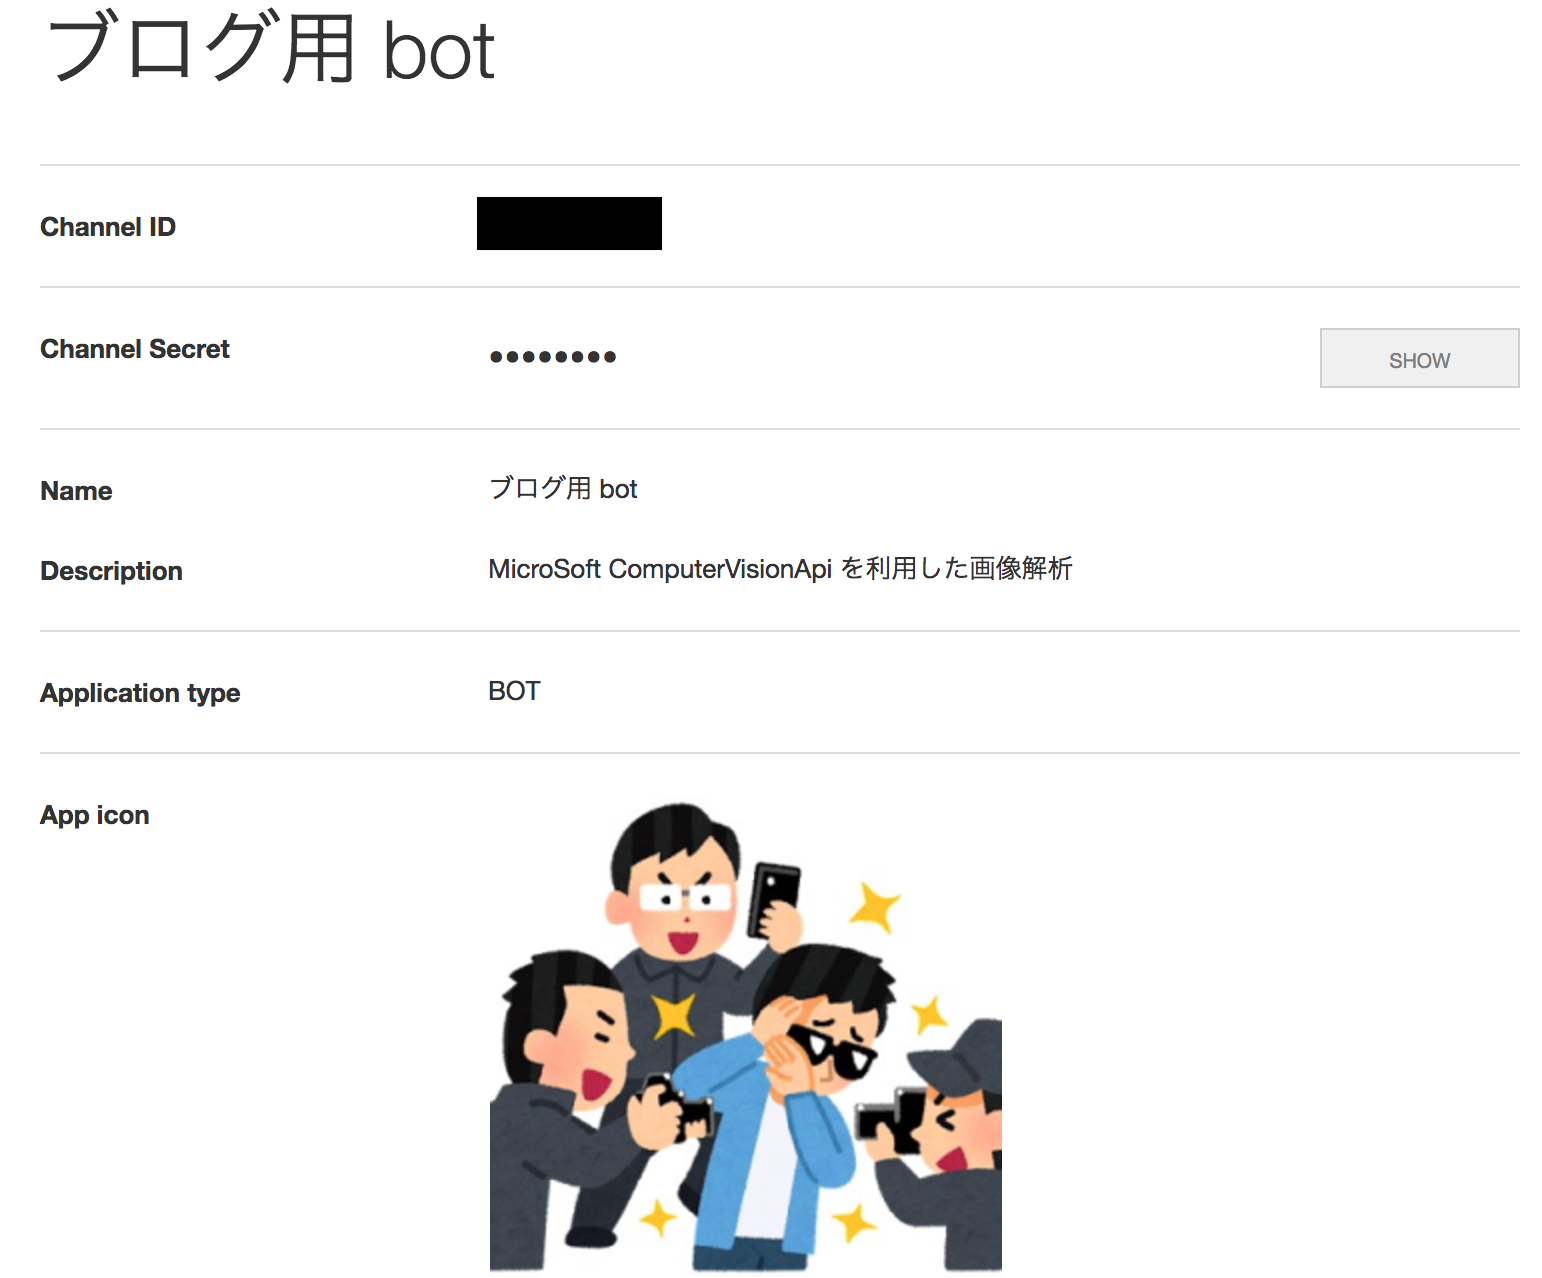 ブログ用 bot
Channel ID
Channel Secret ●●●●●●●● SHOW
Name ブログ用 bot
Description MicroSoft ComputerVisionApi を利用した画像解析
Application type BOT
App icon